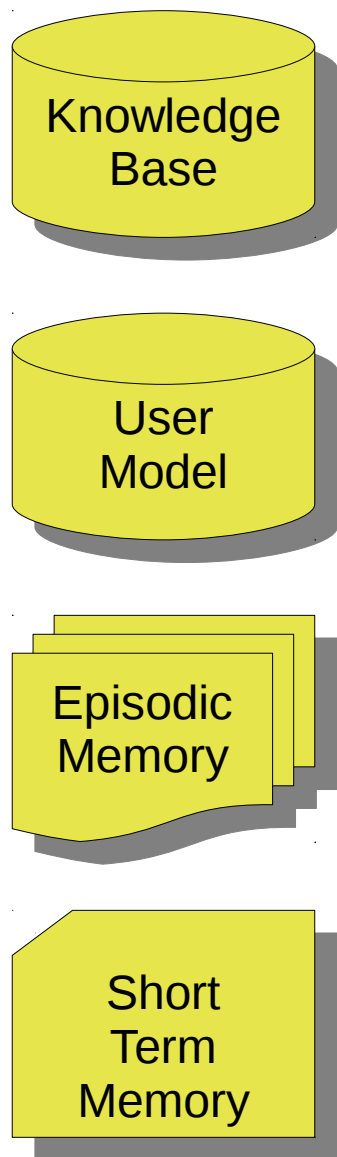 Knowledge
Base
User
Model
Episodic
Memory
Short
Term
Memory